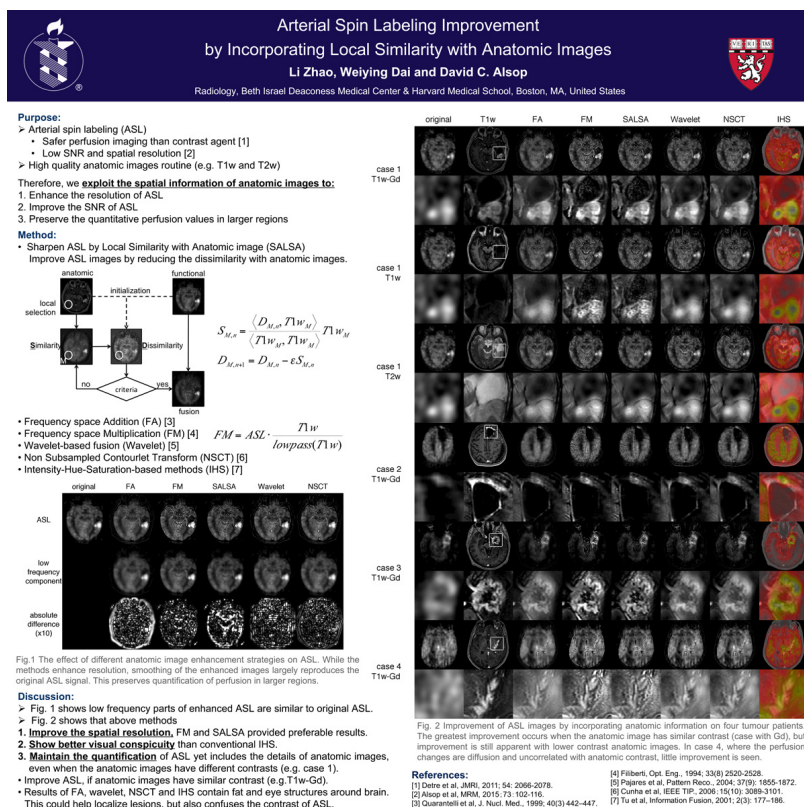 Arterial Spin Labeling Improvement
by Incorporating Local Similarity with Anatomic Images
Li Zhao, Weiying Dai and David C. Alsop
Radiology, Beth Israel Deaconess Medical Center & Harvard Medical School, Boston, MA, United States
®
VE RI TAS
Purpose:
➢ Arterial spin labeling (ASL)
• Safer perfusion imaging than contrast agent [1]
• Low SNR and spatial resolution [2]
➢ High quality anatomic images routine (e.g. T1w and T2w)
Therefore, we exploit the spatial information of anatomic images to:
1. Enhance the resolution of ASL
2. Improve the SNR of ASL
3. Preserve the quantitative perfusion values in larger regions
Method:
• Sharpen ASL by Local Similarity with Anatomic image (SALSA)
Improve ASL images by reducing the dissimilarity with anatomic images.
anatomic functional
initialization
local
selection
Similarity Dissimilarity
M
no criteria yes
fusion
S_{M,n} = ⟨D_{M,n}, T1w_M⟩ / ⟨T1w_M, T1w_M⟩ T1w_M
D_{M,n+1} = D_{M,n} − εS_{M,n}
• Frequency space Addition (FA) [3]
• Frequency space Multiplication (FM) [4]
• Wavelet-based fusion (Wavelet) [5]
• Non Subsampled Contourlet Transform (NSCT) [6]
• Intensity-Hue-Saturation-based methods (IHS) [7]
FM = ASL · T1w / lowpass(T1w)
original FA FM SALSA Wavelet NSCT
ASL
low
frequency
component
absolute
difference
(x10)
Fig.1 The effect of different anatomic image enhancement strategies on ASL. While the
methods enhance resolution, smoothing of the enhanced images largely reproduces the
original ASL signal. This preserves quantification of perfusion in larger regions.
Discussion:
➢ Fig. 1 shows low frequency parts of enhanced ASL are similar to original ASL.
➢ Fig. 2 shows that above methods
1. Improve the spatial resolution, FM and SALSA provided preferable results.
2. Show better visual conspicuity than conventional IHS.
3. Maintain the quantification of ASL yet includes the details of anatomic images,
even when the anatomic images have different contrasts (e.g. case 1).
• Improve ASL, if anatomic images have similar contrast (e.g.T1w-Gd).
• Results of FA, wavelet, NSCT and IHS contain fat and eye structures around brain.
This could help localize lesions, but also confuses the contrast of ASL.
original T1w FA FM SALSA Wavelet NSCT IHS
case 1
T1w-Gd
case 1
T1w
case 1
T2w
case 2
T1w-Gd
case 3
T1w-Gd
case 4
T1w-Gd
Fig. 2 Improvement of ASL images by incorporating anatomic information on four tumour patients.
The greatest improvement occurs when the anatomic image has similar contrast (case with Gd), but
improvement is still apparent with lower contrast anatomic images. In case 4, where the perfusion
changes are diffusion and uncorrelated with anatomic contrast, little improvement is seen.
References:
[1] Detre et al, JMRI, 2011; 54: 2066-2078.
[2] Alsop et al, MRM, 2015;73: 102-116.
[3] Quarantelli et al, J. Nucl. Med., 1999; 40(3) 442–447.
[4] Filiberti, Opt. Eng., 1994; 33(8) 2520-2528.
[5] Pajares et al, Pattern Reco., 2004; 37(9): 1855-1872.
[6] Cunha et al, IEEE TIP., 2006:15(10): 3089-3101.
[7] Tu et al, Information Fusion, 2001; 2(3): 177–186.